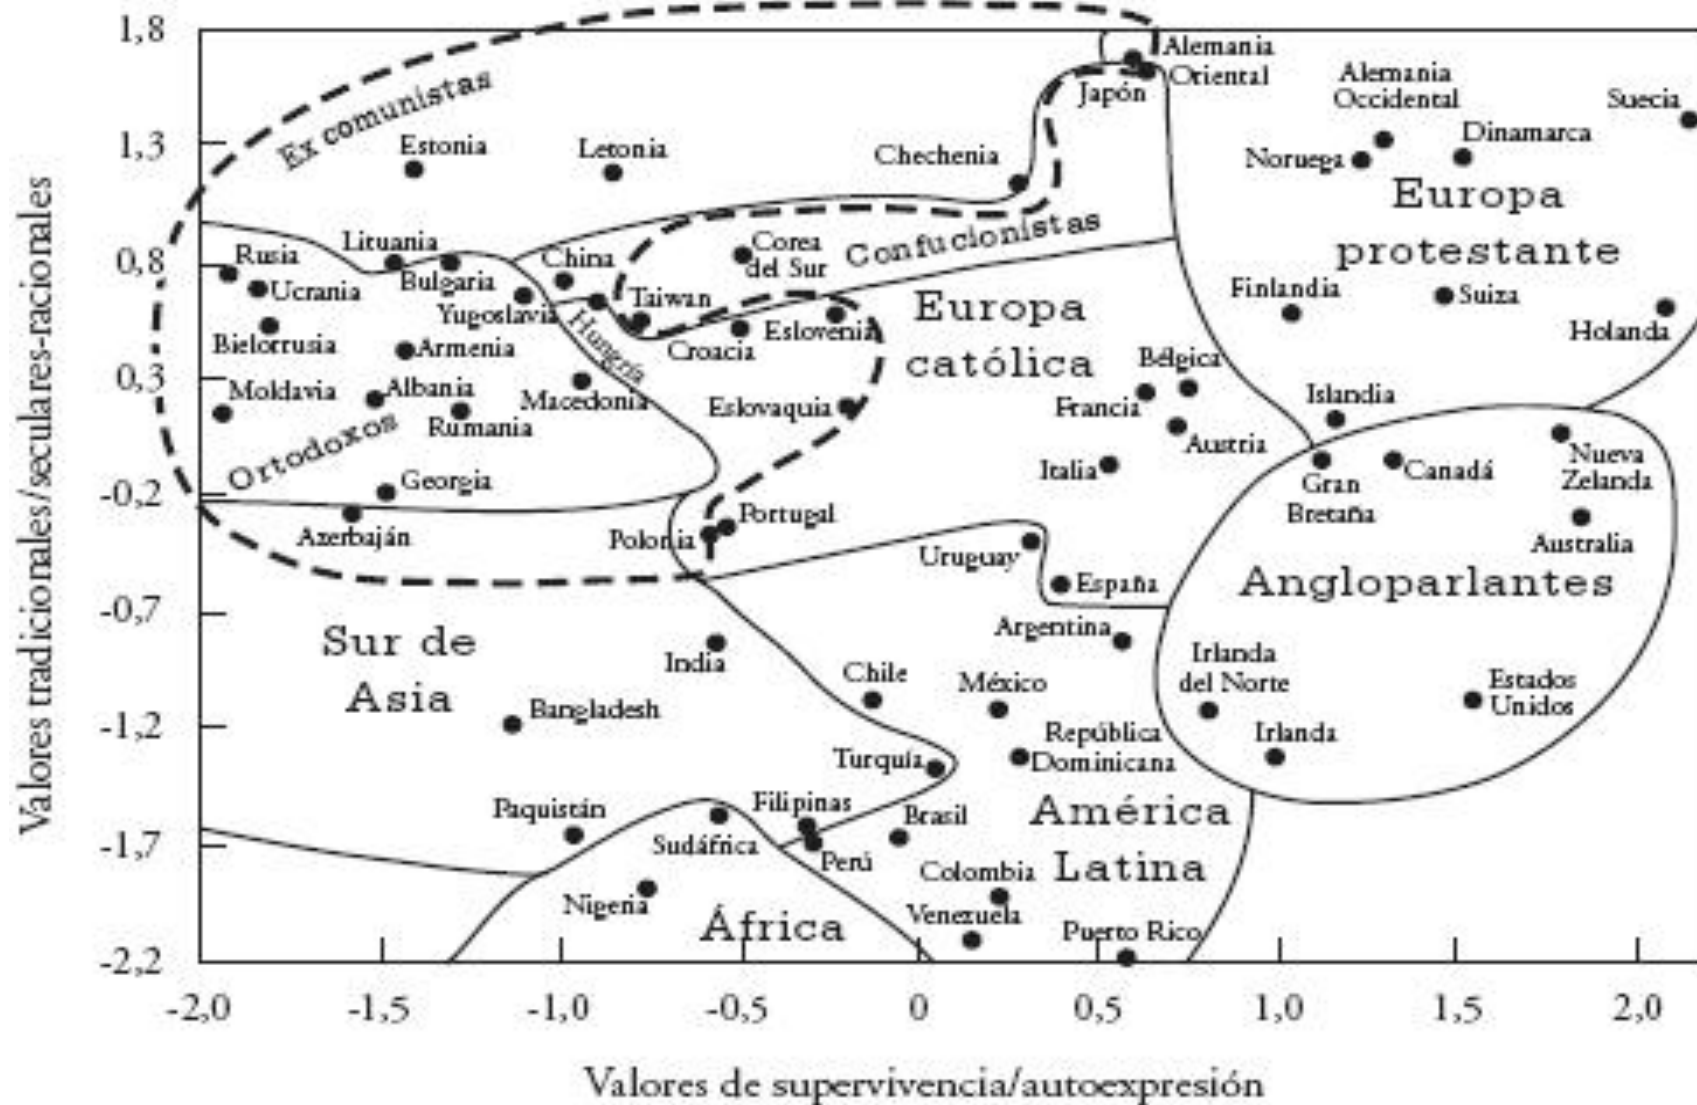 Valores tradicionales/seculares-racionales
1,8
1,3
0,8
0,3
-0,2
-0,7
-1,2
-1,7
-2,2
Ex comunistas
Estonia
Letonia
Chechenia
Japón
Alemania
Oriental
Alemania
Occidental
Suecia
Dinamarca
Noruega
Europa
protestante
Rusia
Lituania
China
Corea
del Sur
Confucionistas
Ucrania
Bulgaria
Yugoslavia
Taiwan
Hungría
Croacia
Eslovenia
Europa
católica
Finlandia
Suiza
Holanda
Bielorrusia
Armenia
Moldavia
Albania
Rumania
Macedonia
Eslovaquia
Bélgica
Francia
Austria
Islandia
Ortodoxos
Georgia
Italia
Gran
Bretaña
Canadá
Nueva
Zelanda
Azerbaján
Polonia
Portugal
Uruguay
España
Australia
Angloparlantes
Sur de
Asia
India
Argentina
Chile
México
Irlanda
del Norte
Estados
Unidos
Bangladesh
República
Dominicana
Irlanda
Turquía
Paquistán
Filipinas
Brasil
América
Latina
Sudáfrica
Perú
Colombia
Nigeria
África
Venezuela
Puerto Rico
-2,0
-1,5
-1,0
-0,5
0
0,5
1,0
1,5
2,0
Valores de supervivencia/autoexpresión